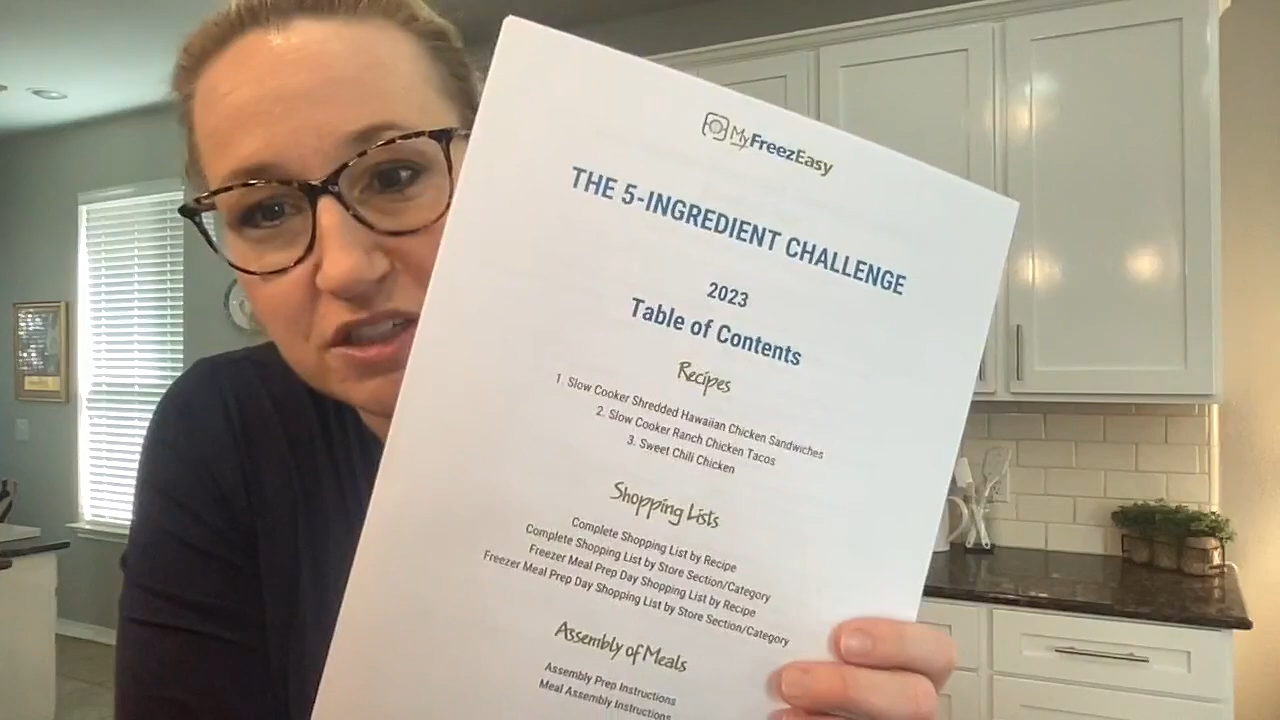 MyFreezEasy
THE 5-INGREDIENT CHALLENGE
2023
Table of Contents
Recipes
1. Slow Cooker Shredded Hawaiian Chicken Sandwiches
2. Slow Cooker Ranch Chicken Tacos
3. Sweet Chili Chicken
Shopping Lists
Complete Shopping List by Recipe
Complete Shopping List by Store Section/Category
Freezer Meal Prep Day Shopping List by Recipe
Freezer Meal Prep Day Shopping List by Store Section/Category
Assembly of Meals
Assembly Prep Instructions
Meal Assembly Instructions